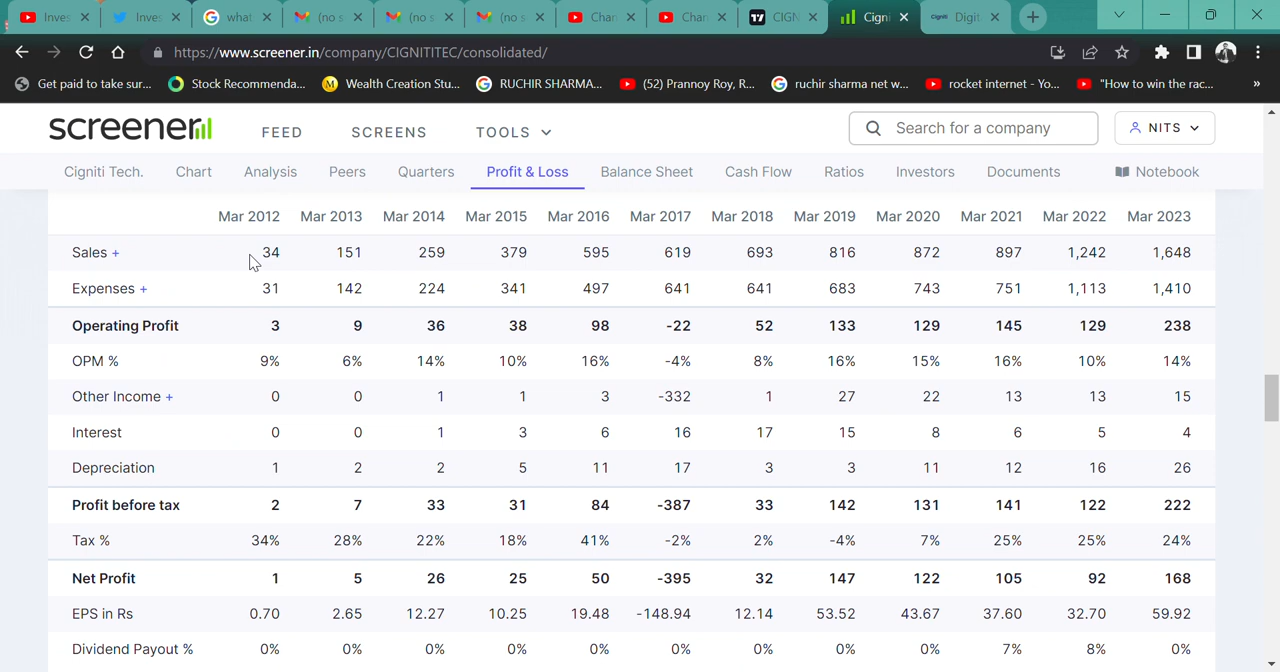 Inves
Inves
what
(no s
(no s
(no s
Chan
Chan
CIGN
Cigni
Digit
https://www.screener.in/company/CIGNITITEC/consolidated/
Get paid to take sur... Stock Recommenda... Wealth Creation Stu... RUCHIR SHARMA... (52) Prannoy Roy, R... ruchir sharma net w... rocket internet - Yo... "How to win the rac... »
screener FEED SCREENS TOOLS Search for a company NITS
Cigniti Tech. Chart Analysis Peers Quarters Profit & Loss Balance Sheet Cash Flow Ratios Investors Documents Notebook
Mar 2012 Mar 2013 Mar 2014 Mar 2015 Mar 2016 Mar 2017 Mar 2018 Mar 2019 Mar 2020 Mar 2021 Mar 2022 Mar 2023
Sales + 34 151 259 379 595 619 693 816 872 897 1,242 1,648
Expenses + 31 142 224 341 497 641 641 683 743 751 1,113 1,410
Operating Profit 3 9 36 38 98 -22 52 133 129 145 129 238
OPM % 9% 6% 14% 10% 16% -4% 8% 16% 15% 16% 10% 14%
Other Income + 0 0 1 1 3 -332 1 27 22 13 13 15
Interest 0 0 1 3 6 16 17 15 8 6 5 4
Depreciation 1 2 2 5 11 17 3 3 11 12 16 26
Profit before tax 2 7 33 31 84 -387 33 142 131 141 122 222
Tax % 34% 28% 22% 18% 41% -2% 2% -4% 7% 25% 25% 24%
Net Profit 1 5 26 25 50 -395 32 147 122 105 92 168
EPS in Rs 0.70 2.65 12.27 10.25 19.48 -148.94 12.14 53.52 43.67 37.60 32.70 59.92
Dividend Payout % 0% 0% 0% 0% 0% 0% 0% 0% 0% 7% 8% 0%